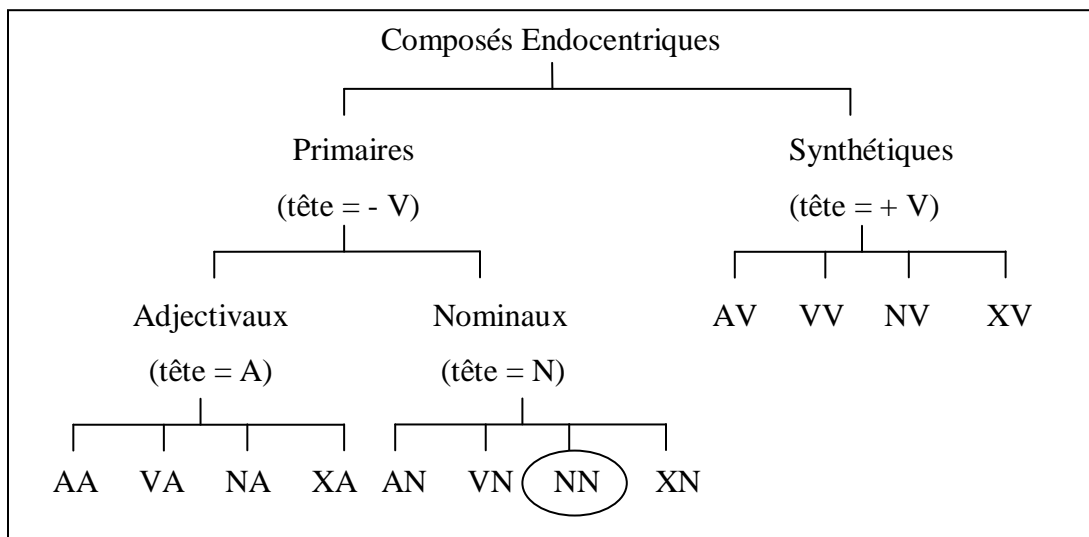 Composés Endocentriques
Primaires Synthétiques
(tête = - V) (tête = + V)
Adjectivaux Nominaux AV VV NV XV
(tête = A) (tête = N)
AA VA NA XA AN VN NN XN